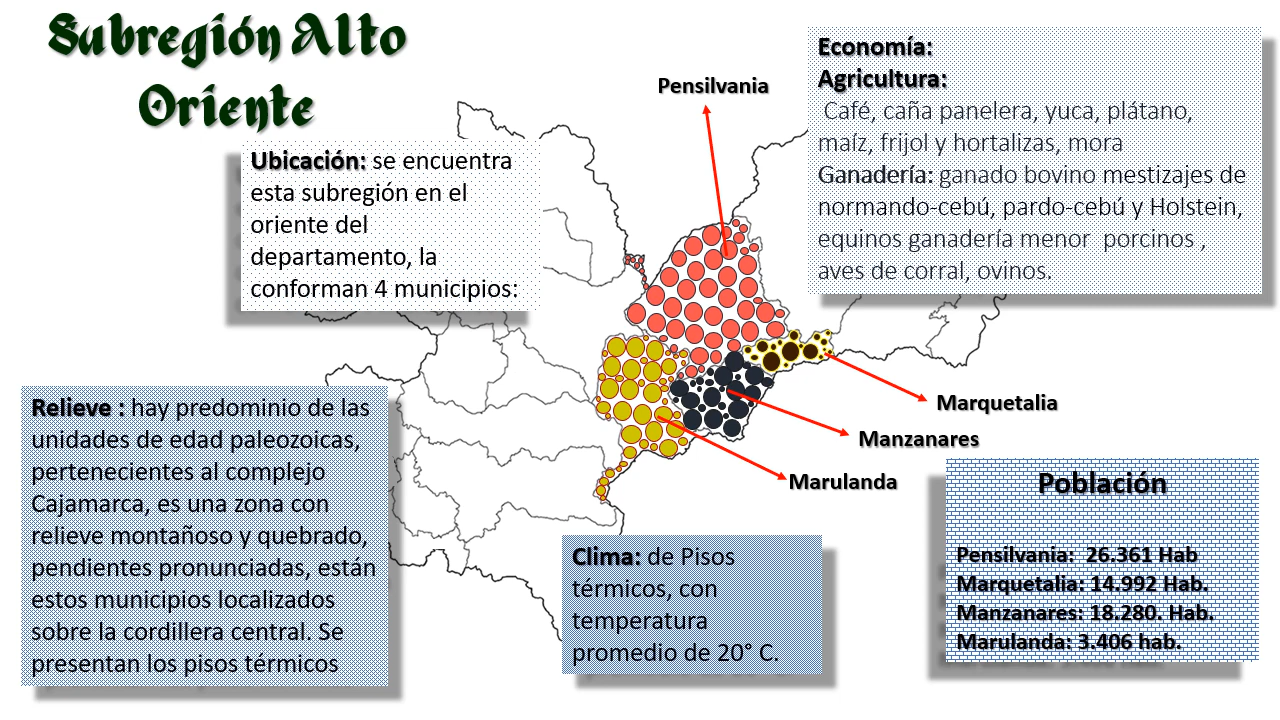 Subregión Alto
Oriente
Ubicación: se encuentra
esta subregión en el
oriente del
departamento, la
conforman 4 municipios:
Pensilvania
Economía:
Agricultura:
Café, caña panelera, yuca, plátano,
maíz, frijol y hortalizas, mora
Ganadería: ganado bovino mestizajes de
normando-cebú, pardo-cebú y Holstein,
equinos ganadería menor porcinos ,
aves de corral, ovinos.
Relieve : hay predominio de las
unidades de edad paleozoicas,
pertenecientes al complejo
Cajamarca, es una zona con
relieve montañoso y quebrado,
pendientes pronunciadas, están
estos municipios localizados
sobre la cordillera central. Se
presentan los pisos térmicos
Marquetalia
Manzanares
Marulanda
Clima: de Pisos
térmicos, con
temperatura
promedio de 20° C.
Población
Pensilvania: 26.361 Hab
Marquetalia: 14.992 Hab.
Manzanares: 18.280. Hab.
Marulanda: 3.406 hab.